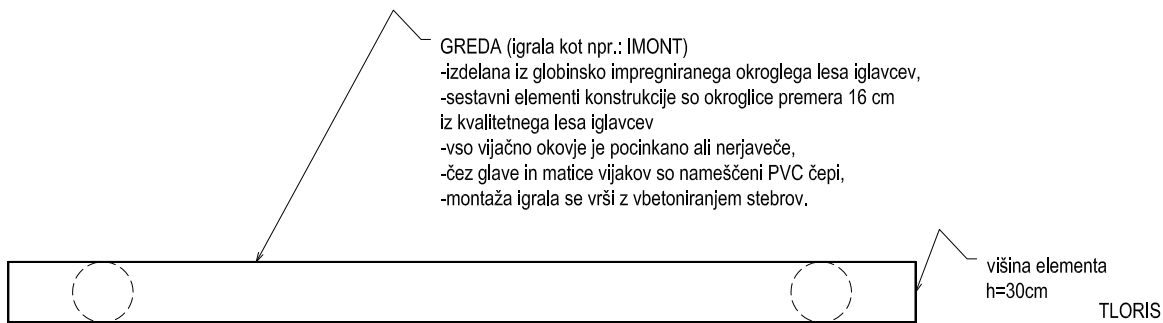 GREDA (igrala kot npr.: IMONT)
-izdelana iz globinsko impregniranega okroglega lesa iglavcev,
-sestavni elementi konstrukcije so okroglice premera 16 cm
iz kvalitetnega lesa iglavcev
-vso vijačno okovje je pocinkano ali nerjaveče,
-čez glave in matice vijakov so nameščeni PVC čepi,
-montaža igrala se vrši z vbetoniranjem stebrov.
višina elementa
h=30cm
TLORIS